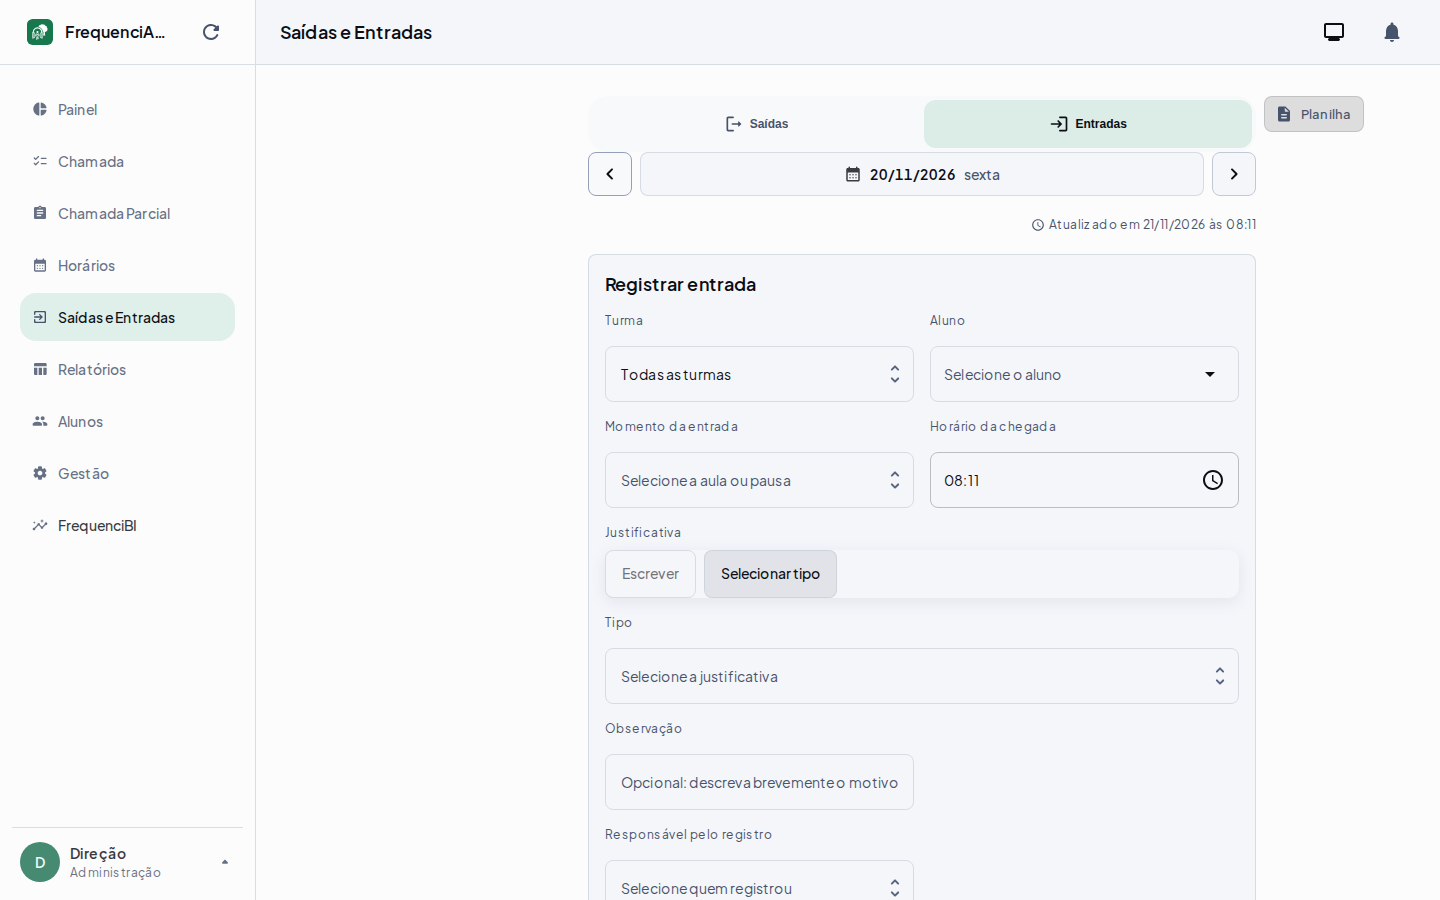 FrequenciA...
Saídas e Entradas
Painel
Chamada
Chamada Parcial
Horários
Saídas e Entradas
Relatórios
Alunos
Gestão
FrequenciBI
Direção
Administração
D
Saídas
Entradas
Planilha
20/11/2026 sexta
Atualizado em 21/11/2026 às 08:11
Registrar entrada
Turma
Aluno
Todas as turmas
Selecione o aluno
Momento da entrada
Horário da chegada
Selecione a aula ou pausa
08:11
Justificativa
Escrever
Selecionar tipo
Tipo
Selecione a justificativa
Observação
Opcional: descreva brevemente o motivo
Responsável pelo registro
Selecione quem registrou